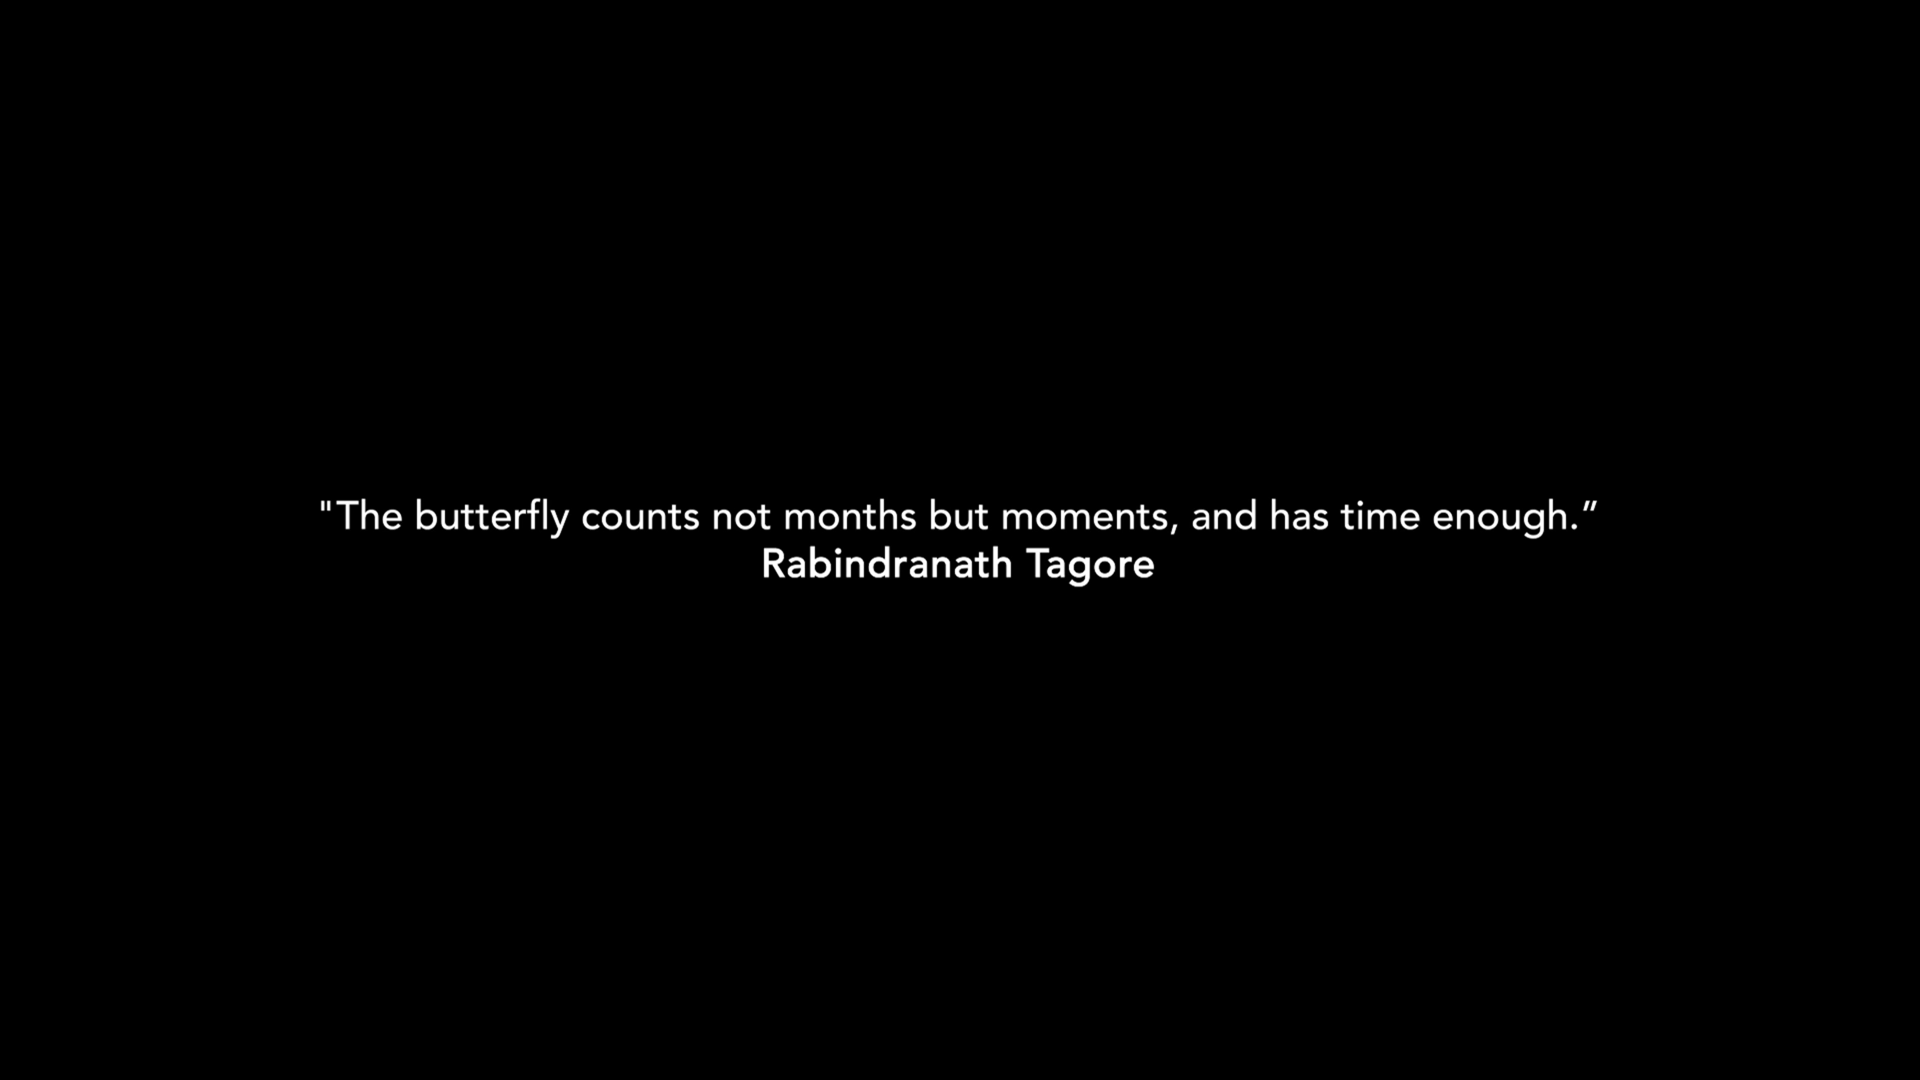 "The butterfly counts not months but moments, and has time enough.”
Rabindranath Tagore